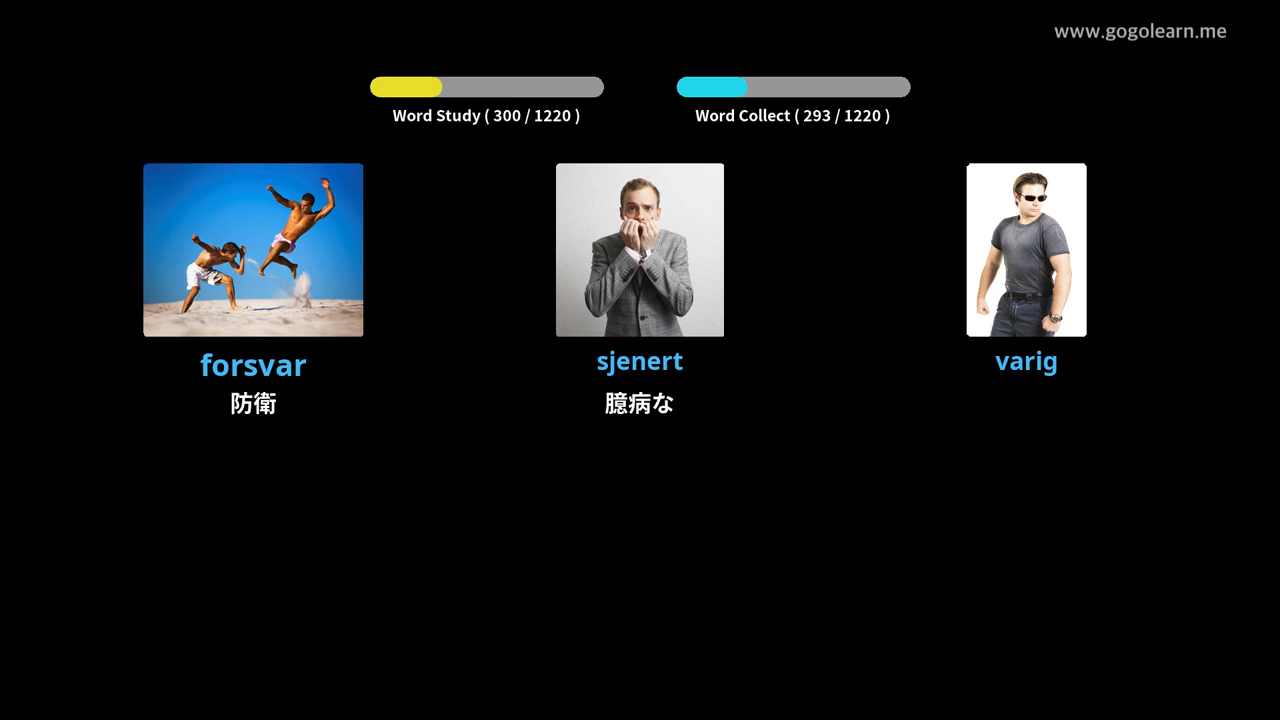 www.gogolearn.me
Word Study ( 300 / 1220 )
Word Collect ( 293 / 1220 )
forsvar
sjenert
varig
防衛
臆病な